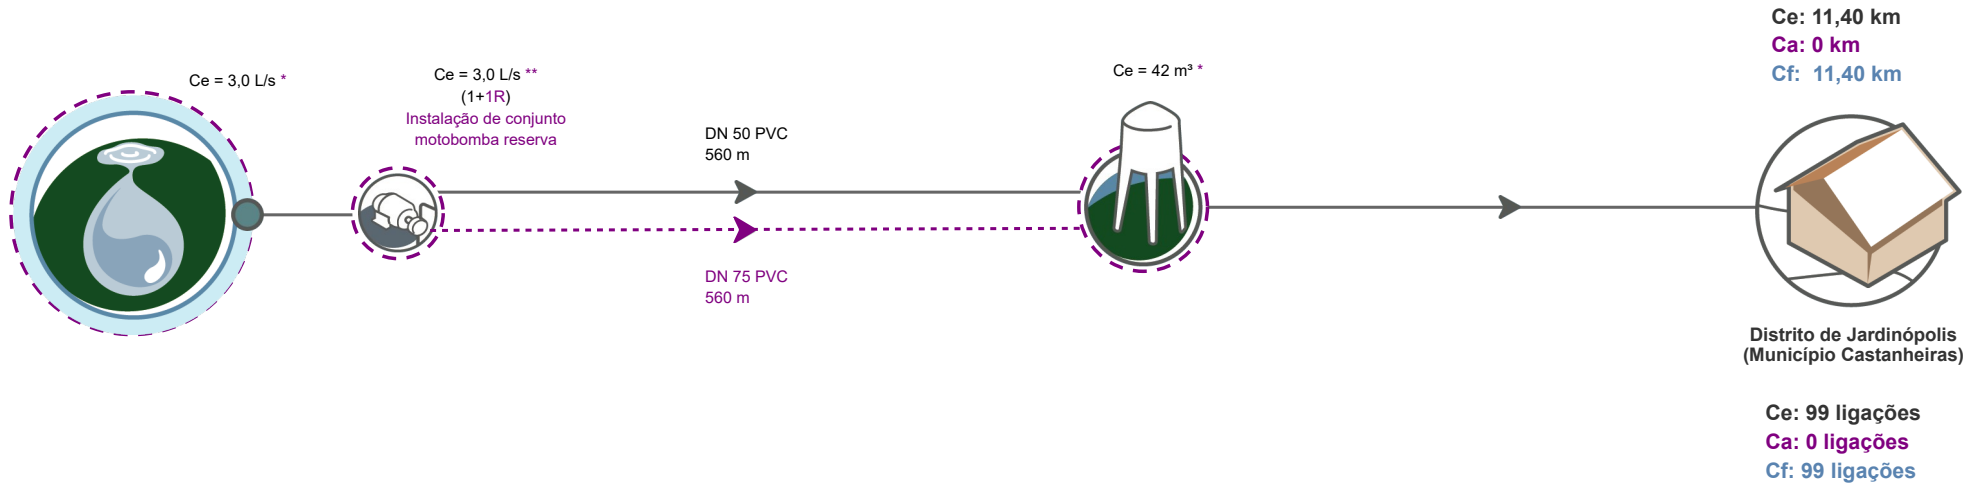 Ce = 3,0 L/s *
Ce = 3,0 L/s **
(1+1R)
Instalação de conjunto
motobomba reserva
DN 50 PVC
560 m
DN 75 PVC
560 m
Ce = 42 m³ *
Ce: 11,40 km
Ca: 0 km
Cf: 11,40 km
Distrito de Jardinópolis
(Município Castanheiras)
Ce: 99 ligações
Ca: 0 ligações
Cf: 99 ligações